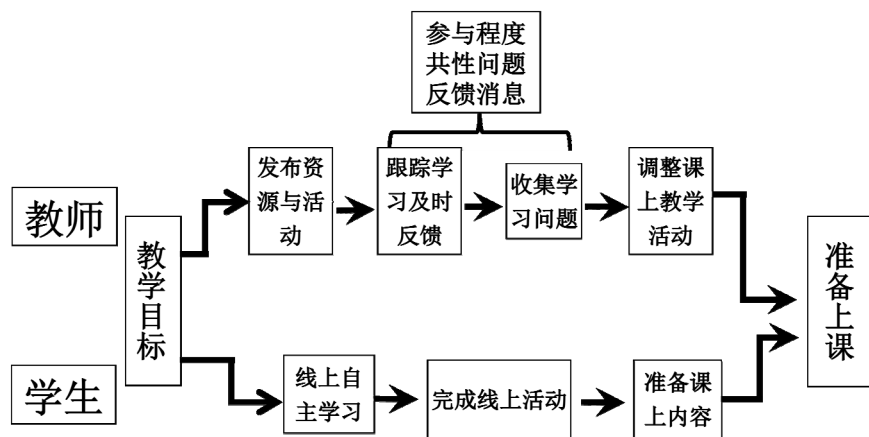 参与程度
共性问题
反馈消息
教师
教学目标
发布资
源与活
动
跟踪学
习及时
反馈
收集学
习问题
调整课
上教学
活动
准备上课
学生
线上自
主学习
完成线上活动
准备课
上内容